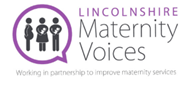 LINCOLNSHIRE
Maternity
Voices
Working in partnership to improve maternity services